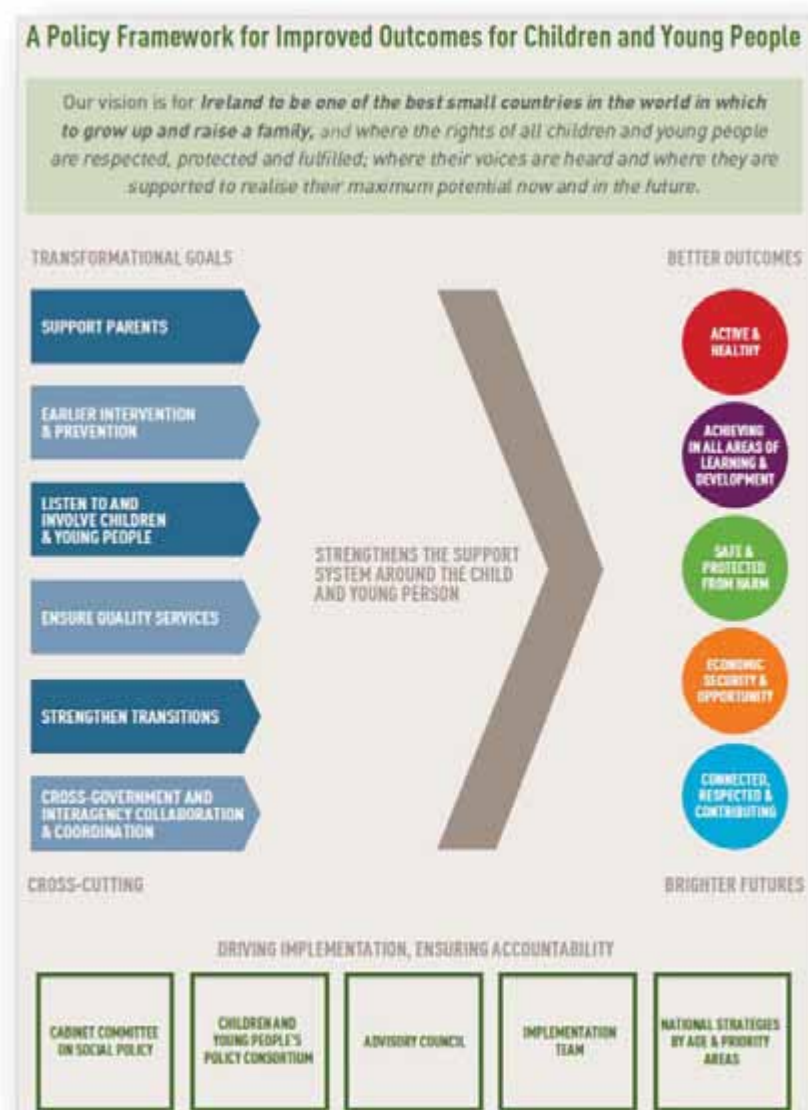 A Policy Framework for Improved Outcomes for Children and Young People
Our vision is for Ireland to be one of the best small countries in the world in which
to grow up and raise a family, and where the rights of all children and young people
are respected, protected and fulfilled; where their voices are heard and where they are
supported to realise their maximum potential now and in the future.
TRANSFORMATIONAL GOALS
SUPPORT PARENTS
EARLIER INTERVENTION
& PREVENTION
LISTEN TO AND
INVOLVE CHILDREN
& YOUNG PEOPLE
ENSURE QUALITY SERVICES
STRENGTHEN TRANSITIONS
CROSS-GOVERNMENT AND
INTERAGENCY COLLABORATION
& COORDINATION
CROSS-CUTTING
STRENGTHENS THE SUPPORT
SYSTEM AROUND THE CHILD
AND YOUNG PERSON
BETTER OUTCOMES
ACTIVE &
HEALTHY
ACHIEVING
IN ALL AREAS OF
LEARNING &
DEVELOPMENT
SAFE &
PROTECTED
FROM HARM
ECONOMIC
SECURITY &
OPPORTUNITY
CONNECTED,
RESPECTED &
CONTRIBUTING
BRIGHTER FUTURES
DRIVING IMPLEMENTATION, ENSURING ACCOUNTABILITY
CABINET COMMITTEE
ON SOCIAL POLICY
CHILDREN AND
YOUNG PEOPLE'S
POLICY CONSORTIUM
ADVISORY COUNCIL
IMPLEMENTATION
TEAM
NATIONAL STRATEGIES
BY AGE & PRIORITY
AREAS